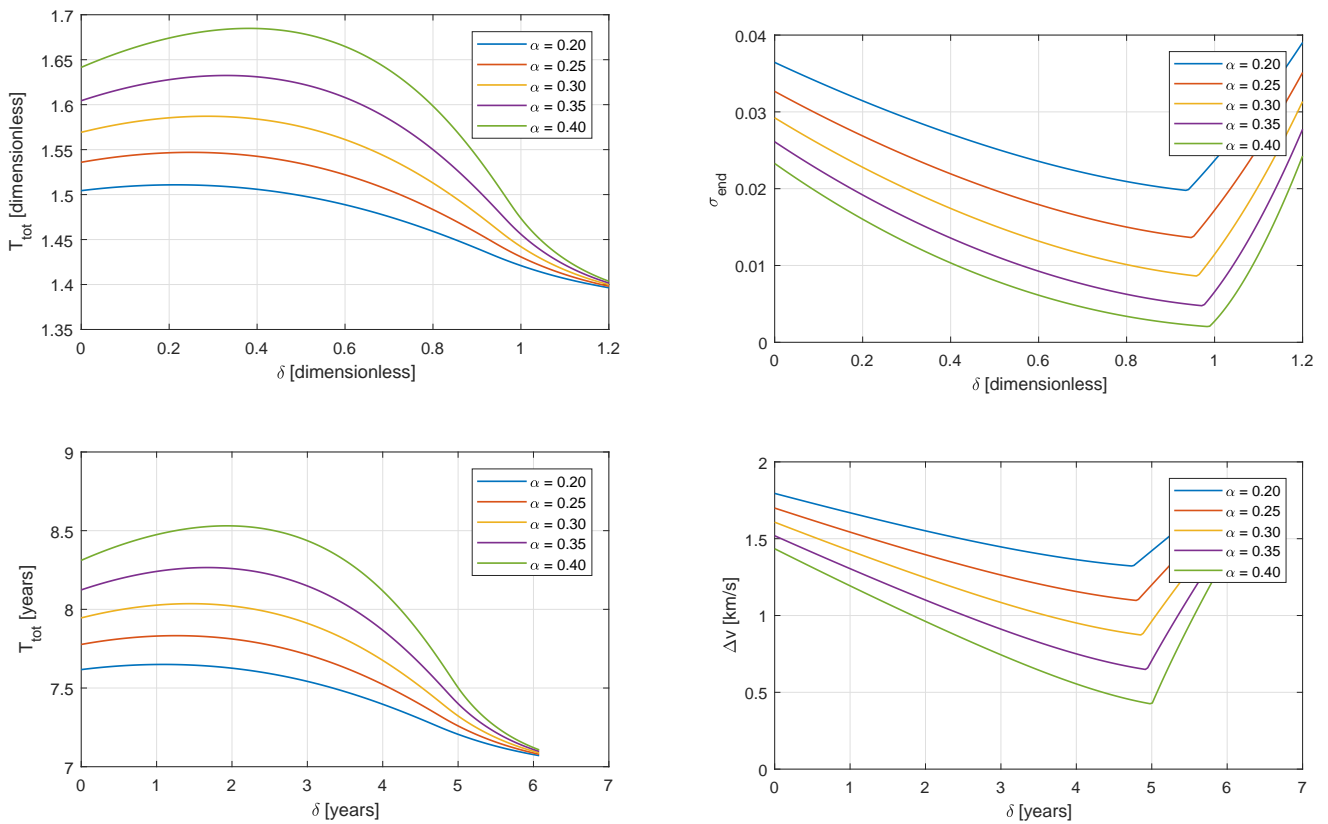 1.7
1.65
1.6
1.55
1.5
1.45
1.4
1.35
T_tot [dimensionless]
0 0.2 0.4 0.6 0.8 1 1.2
δ [dimensionless]
α = 0.20
α = 0.25
α = 0.30
α = 0.35
α = 0.40
0.04
0.03
0.02
0.01
0
σ_end
0 0.2 0.4 0.6 0.8 1 1.2
δ [dimensionless]
α = 0.20
α = 0.25
α = 0.30
α = 0.35
α = 0.40
9
8.5
8
7.5
7
T_tot [years]
0 1 2 3 4 5 6 7
δ [years]
α = 0.20
α = 0.25
α = 0.30
α = 0.35
α = 0.40
2
1.5
1
0.5
0
Δv [km/s]
0 1 2 3 4 5 6 7
δ [years]
α = 0.20
α = 0.25
α = 0.30
α = 0.35
α = 0.40